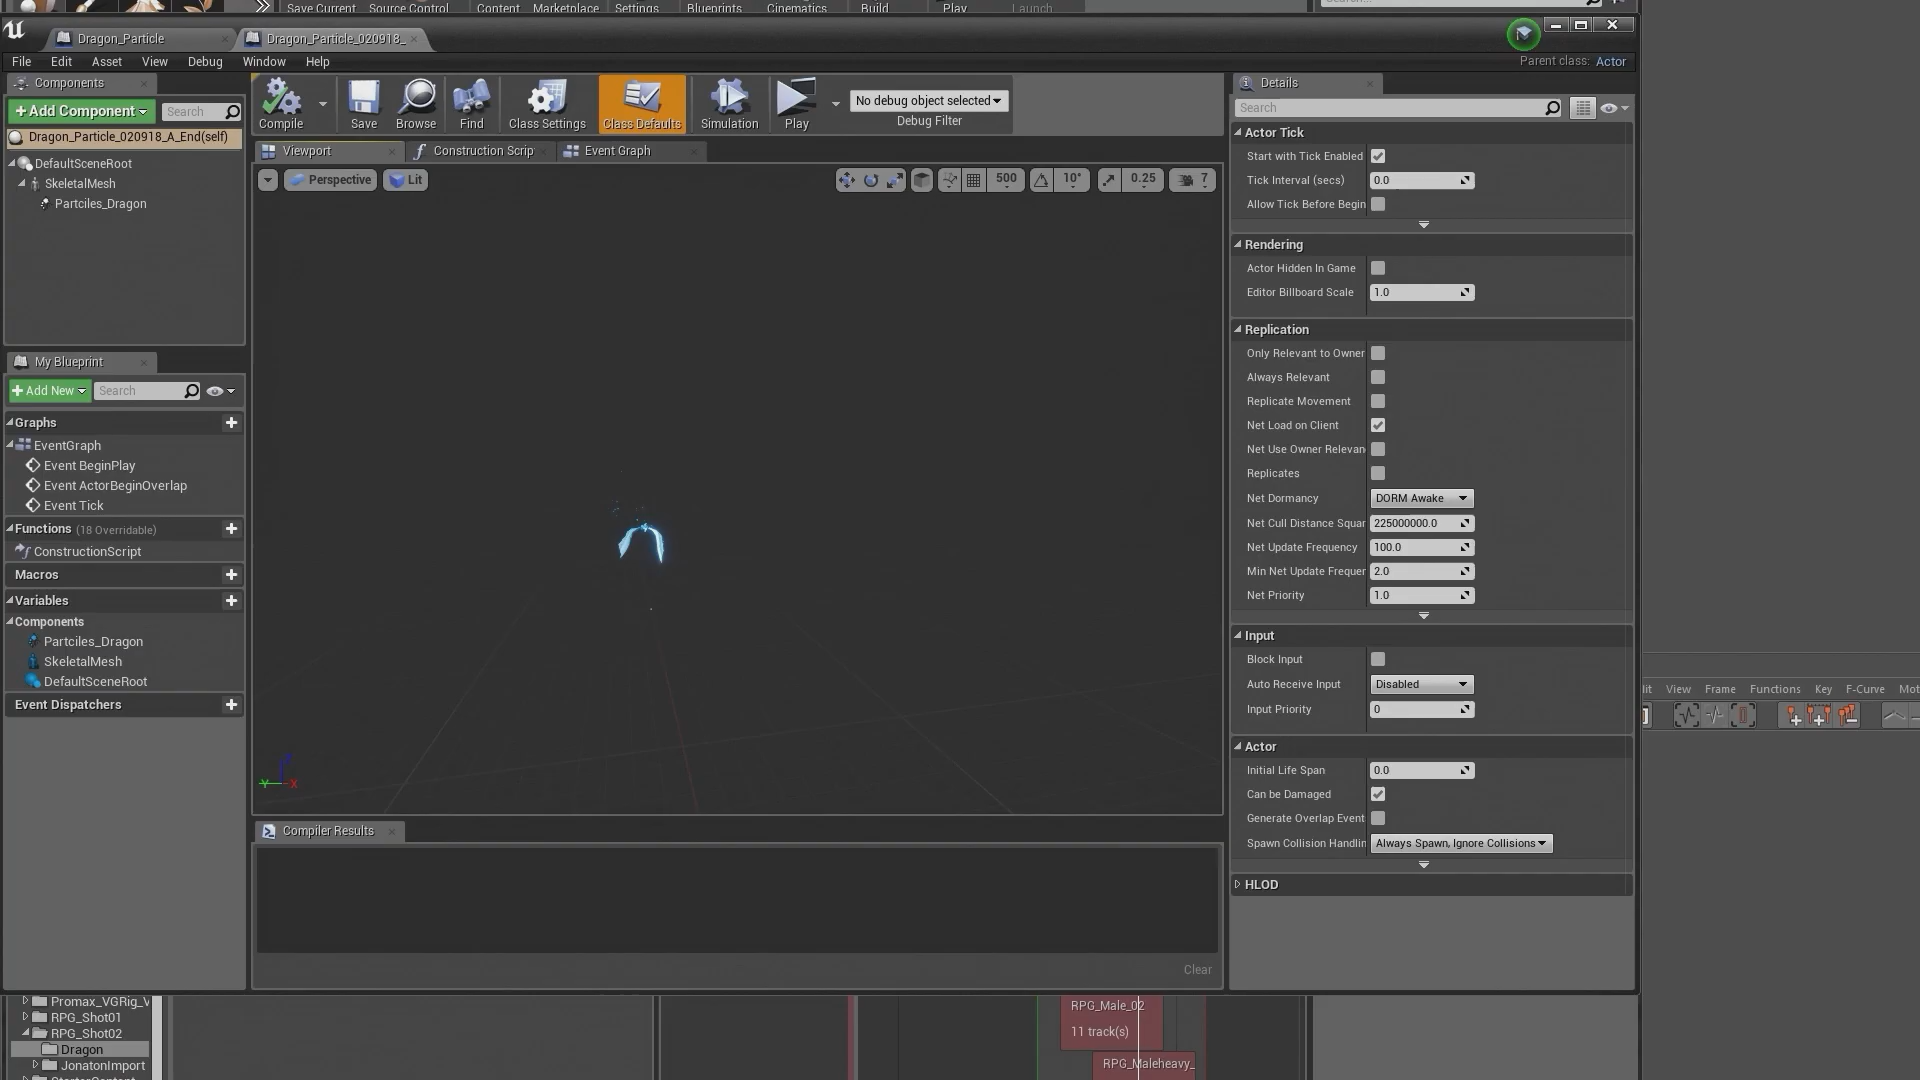 Save Current Source Control Content Marketplace Settings Blueprints Cinematics Build Play Launch
Dragon_Particle
Dragon_Particle_020918_
File Edit Asset View Debug Window Help
Parent class: Actor
Components
+Add Component
Search
Dragon_Particle_020918_A_End(self)
DefaultSceneRoot
SkeletalMesh
Partciles_Dragon
My Blueprint
+Add New
Search
Graphs
EventGraph
Event BeginPlay
Event ActorBeginOverlap
Event Tick
Functions (18 Overridable)
ConstructionScript
Macros
Variables
Components
Partciles_Dragon
SkeletalMesh
DefaultSceneRoot
Event Dispatchers
Compile
Save
Browse
Find
Class Settings
Class Defaults
Simulation
Play
No debug object selected
Debug Filter
Viewport
Construction Scrip
Event Graph
Perspective
Lit
500
10°
0.25
7
Y
X
Compiler Results
Clear
Details
Search
Actor Tick
Start with Tick Enabled
Tick Interval (secs) 0.0
Allow Tick Before Begin
Rendering
Actor Hidden In Game
Editor Billboard Scale 1.0
Replication
Only Relevant to Owner
Always Relevant
Replicate Movement
Net Load on Client
Net Use Owner Relevan
Replicates
Net Dormancy DORM Awake
Net Cull Distance Squar 225000000.0
Net Update Frequency 100.0
Min Net Update Frequer 2.0
Net Priority 1.0
Input
Block Input
Auto Receive Input Disabled
Input Priority 0
Actor
Initial Life Span 0.0
Can be Damaged
Generate Overlap Event
Spawn Collision Handlin Always Spawn, Ignore Collisions
HLOD
View Frame Functions Key F-Curve Mot
Promax_VGRig_V
RPG_Shot01
RPG_Shot02
Dragon
JonatonImport
RPG_Male_02
11 track(s)
RPG_Maleheavy_